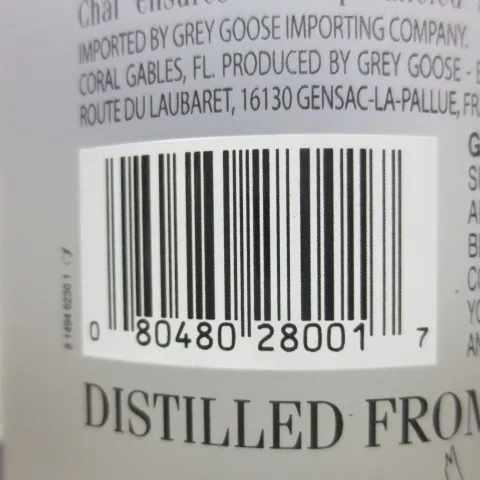 IMPORTED BY GREY GOOSE IMPORTING COMPANY,
CORAL GABLES, FL. PRODUCED BY GREY GOOSE -
ROUTE DU LAUBARET, 16130 GENSAC-LA-PALLUE,
0 80480 28001 7
DISTILLED FROM